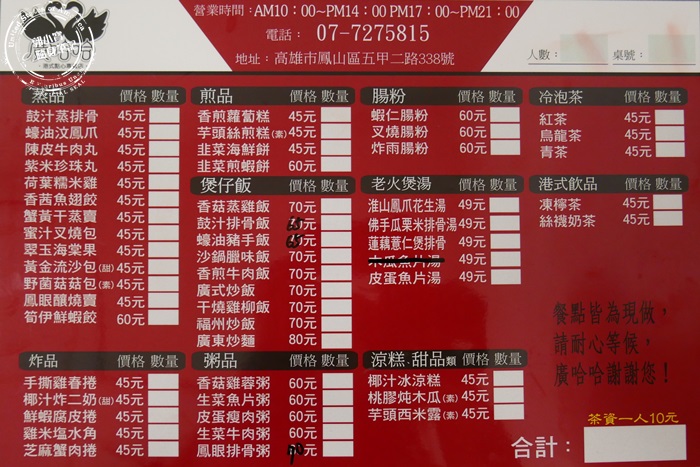 營業時間：AM10：00~PM14：00 PM17：00~PM21：00
電話： 07-7275815
地址：高雄市鳳山區五甲二路338號
人數： 桌號：
蒸品 價格 數量
鼓汁蒸排骨 45元
蠔油汶鳳爪 45元
陳皮牛肉丸 45元
紫米珍珠丸 45元
荷葉糯米雞 45元
香茜魚翅餃 45元
蟹黃干蒸賣 45元
蜜汁叉燒包 45元
翠玉海棠果 45元
黃金流沙包(甜) 45元
野菌菇菇包(素) 45元
鳳眼釀燒賣 45元
筍伊鮮蝦餃 60元
炸品 價格 數量
手撕雞春捲 45元
椰汁炸二奶(甜) 45元
鮮蝦腐皮捲 45元
雞米塩水角 45元
芝麻蟹肉捲 45元
煎品 價格 數量
香煎蘿蔔糕 45元
芋頭絲煎糕(素) 45元
韭菜海鮮餅 45元
韭菜煎蝦餅 60元
煲仔飯 價格 數量
香菇蒸雞飯 70元
鼓汁排骨飯 元
蠔油豬手飯 元
沙鍋臘味飯 70元
香煎牛肉飯 70元
廣式炒飯 70元
干燒雞柳飯 70元
福州炒飯 70元
廣東炒麵 80元
粥品 價格 數量
香菇雞蓉粥 60元
生菜魚片粥 60元
皮蛋瘦肉粥 60元
生菜牛肉粥 60元
鳳眼排骨粥 元
腸粉 價格 數量
蝦仁腸粉 60元
叉燒腸粉 60元
炸雨腸粉 60元
老火煲湯 價格 數量
淮山鳳爪花生湯 49元
佛手瓜栗米排骨湯 49元
蓮藕薏仁煲排骨 49元
木瓜魚片湯 49元
皮蛋魚片湯 49元
涼糕.甜品類 價格 數量
椰汁冰涼糕 45元
桃膠炖木瓜(素) 45元
芋頭西米露(素) 45元
冷泡茶 價格 數量
紅茶 45元
烏龍茶 45元
青茶 45元
港式飲品 價格 數量
凍檸茶 45元
絲襪奶茶 45元
餐點皆為現做，
請耐心等候，
廣哈哈謝謝您！
茶資一人10元
合計：